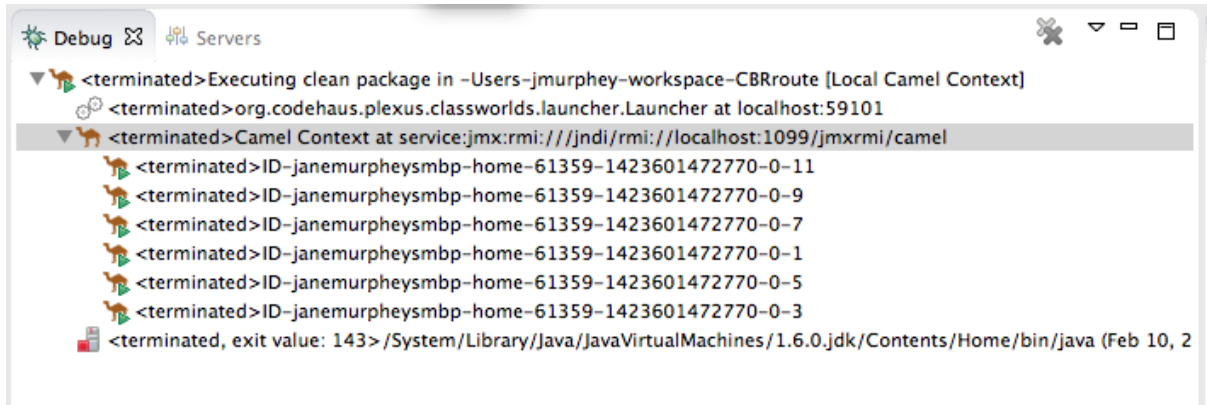 Debug Servers
<terminated>Executing clean package in -Users-jmurphey-workspace-CBRroute [Local Camel Context]
<terminated>org.codehaus.plexus.classworlds.launcher.Launcher at localhost:59101
<terminated>Camel Context at service:jmx:rmi:///jndi/rmi://localhost:1099/jmxrmi/camel
<terminated>ID-janemurpheysmbp-home-61359-1423601472770-0-11
<terminated>ID-janemurpheysmbp-home-61359-1423601472770-0-9
<terminated>ID-janemurpheysmbp-home-61359-1423601472770-0-7
<terminated>ID-janemurpheysmbp-home-61359-1423601472770-0-1
<terminated>ID-janemurpheysmbp-home-61359-1423601472770-0-5
<terminated>ID-janemurpheysmbp-home-61359-1423601472770-0-3
<terminated, exit value: 143>/System/Library/Java/JavaVirtualMachines/1.6.0.jdk/Contents/Home/bin/java (Feb 10, 2